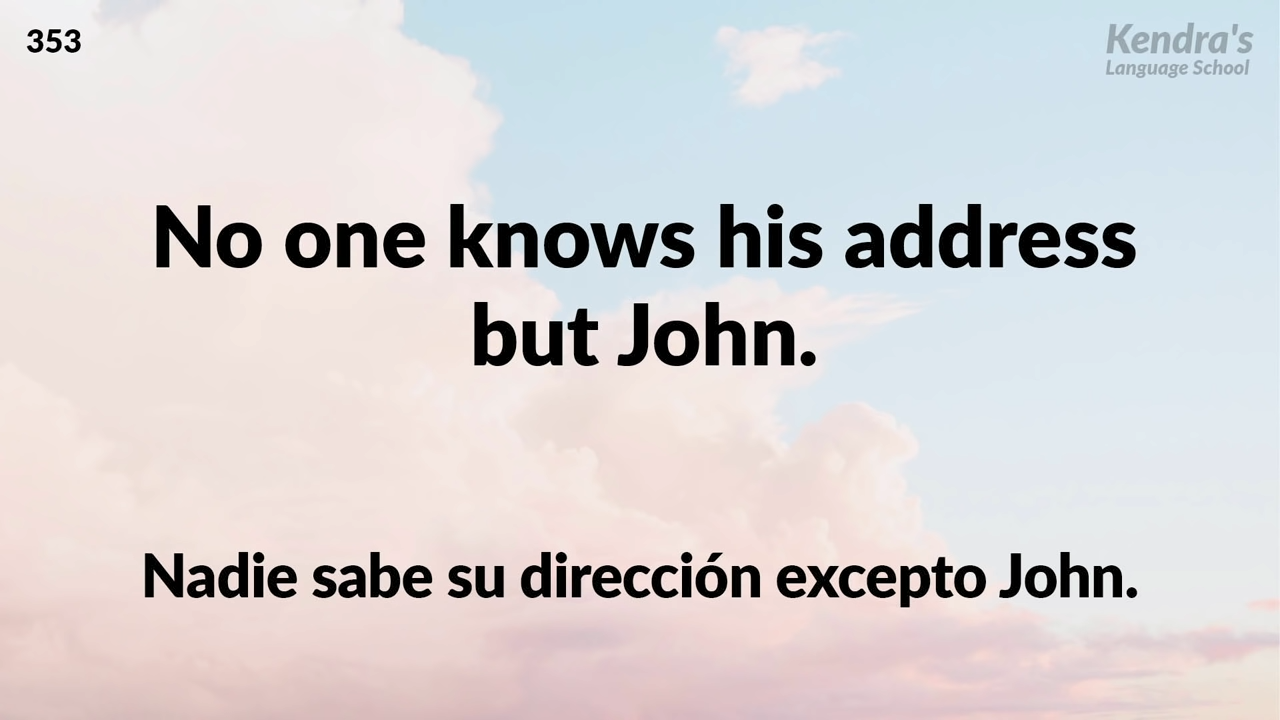 353
Kendra's
Language School
No one knows his address
but John.
Nadie sabe su dirección excepto John.